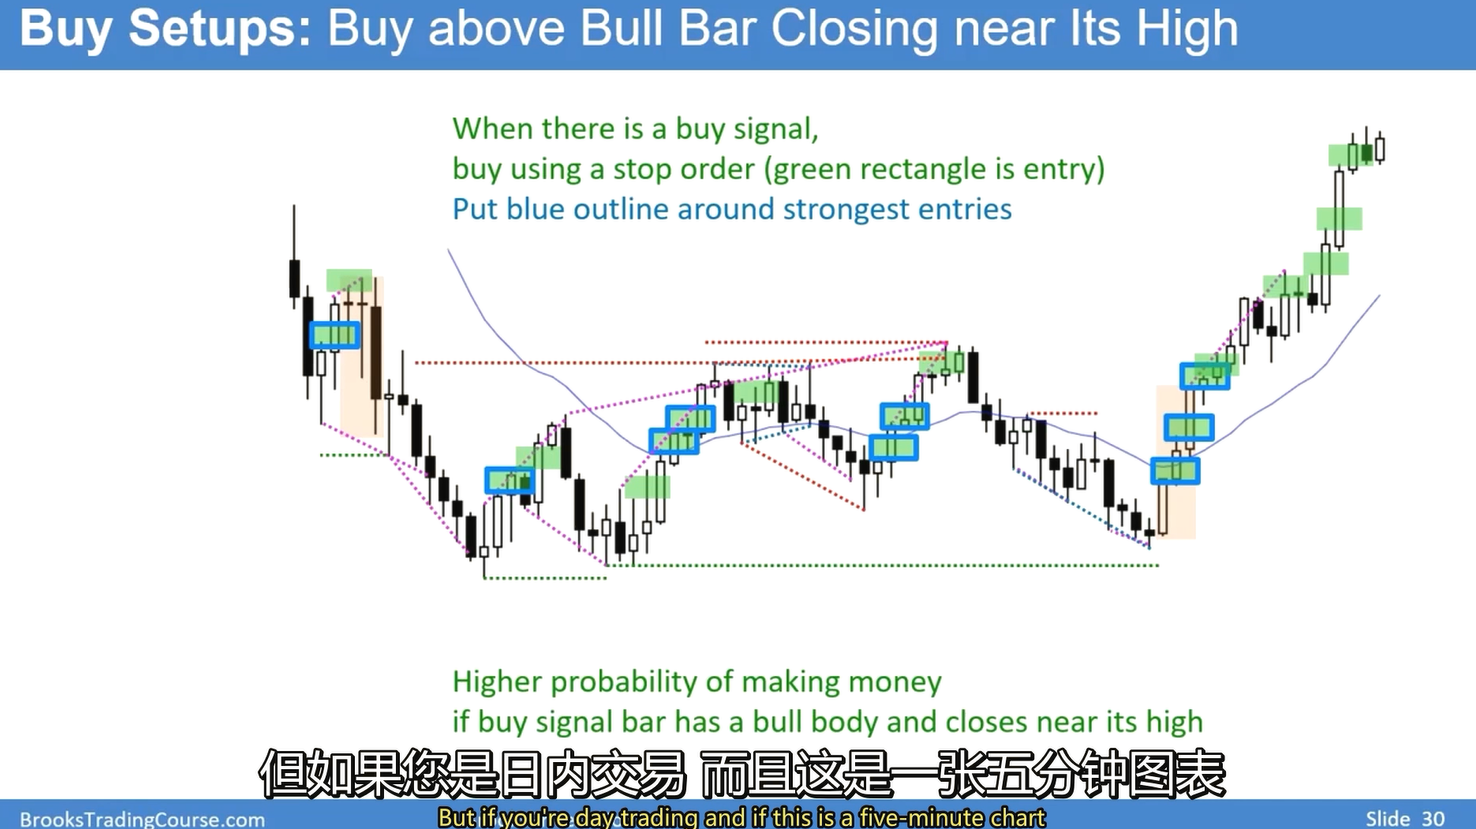 Buy Setups: Buy above Bull Bar Closing near Its High
When there is a buy signal,
buy using a stop order (green rectangle is entry)
Put blue outline around strongest entries
Higher probability of making money
if buy signal bar has a bull body and closes near its high
但如果您是日内交易 而且这是一张五分钟图表
BrooksTradingCourse.com
But if you're day trading and if this is a five-minute chart
Slide 30